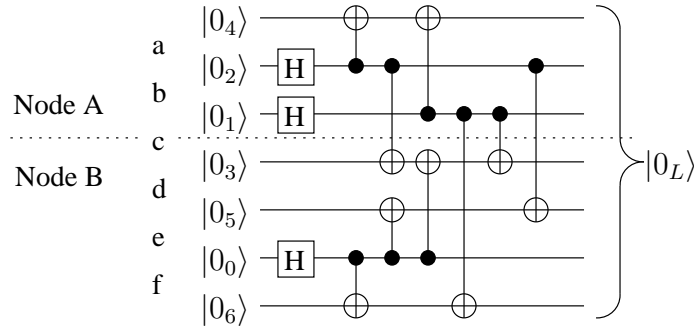 |0₄⟩
a
|0₂⟩ H
b
Node A |0₁⟩ H
c
Node B |0₃⟩ |0_L⟩
d
|0₅⟩
e
|0₀⟩ H
f
|0₆⟩